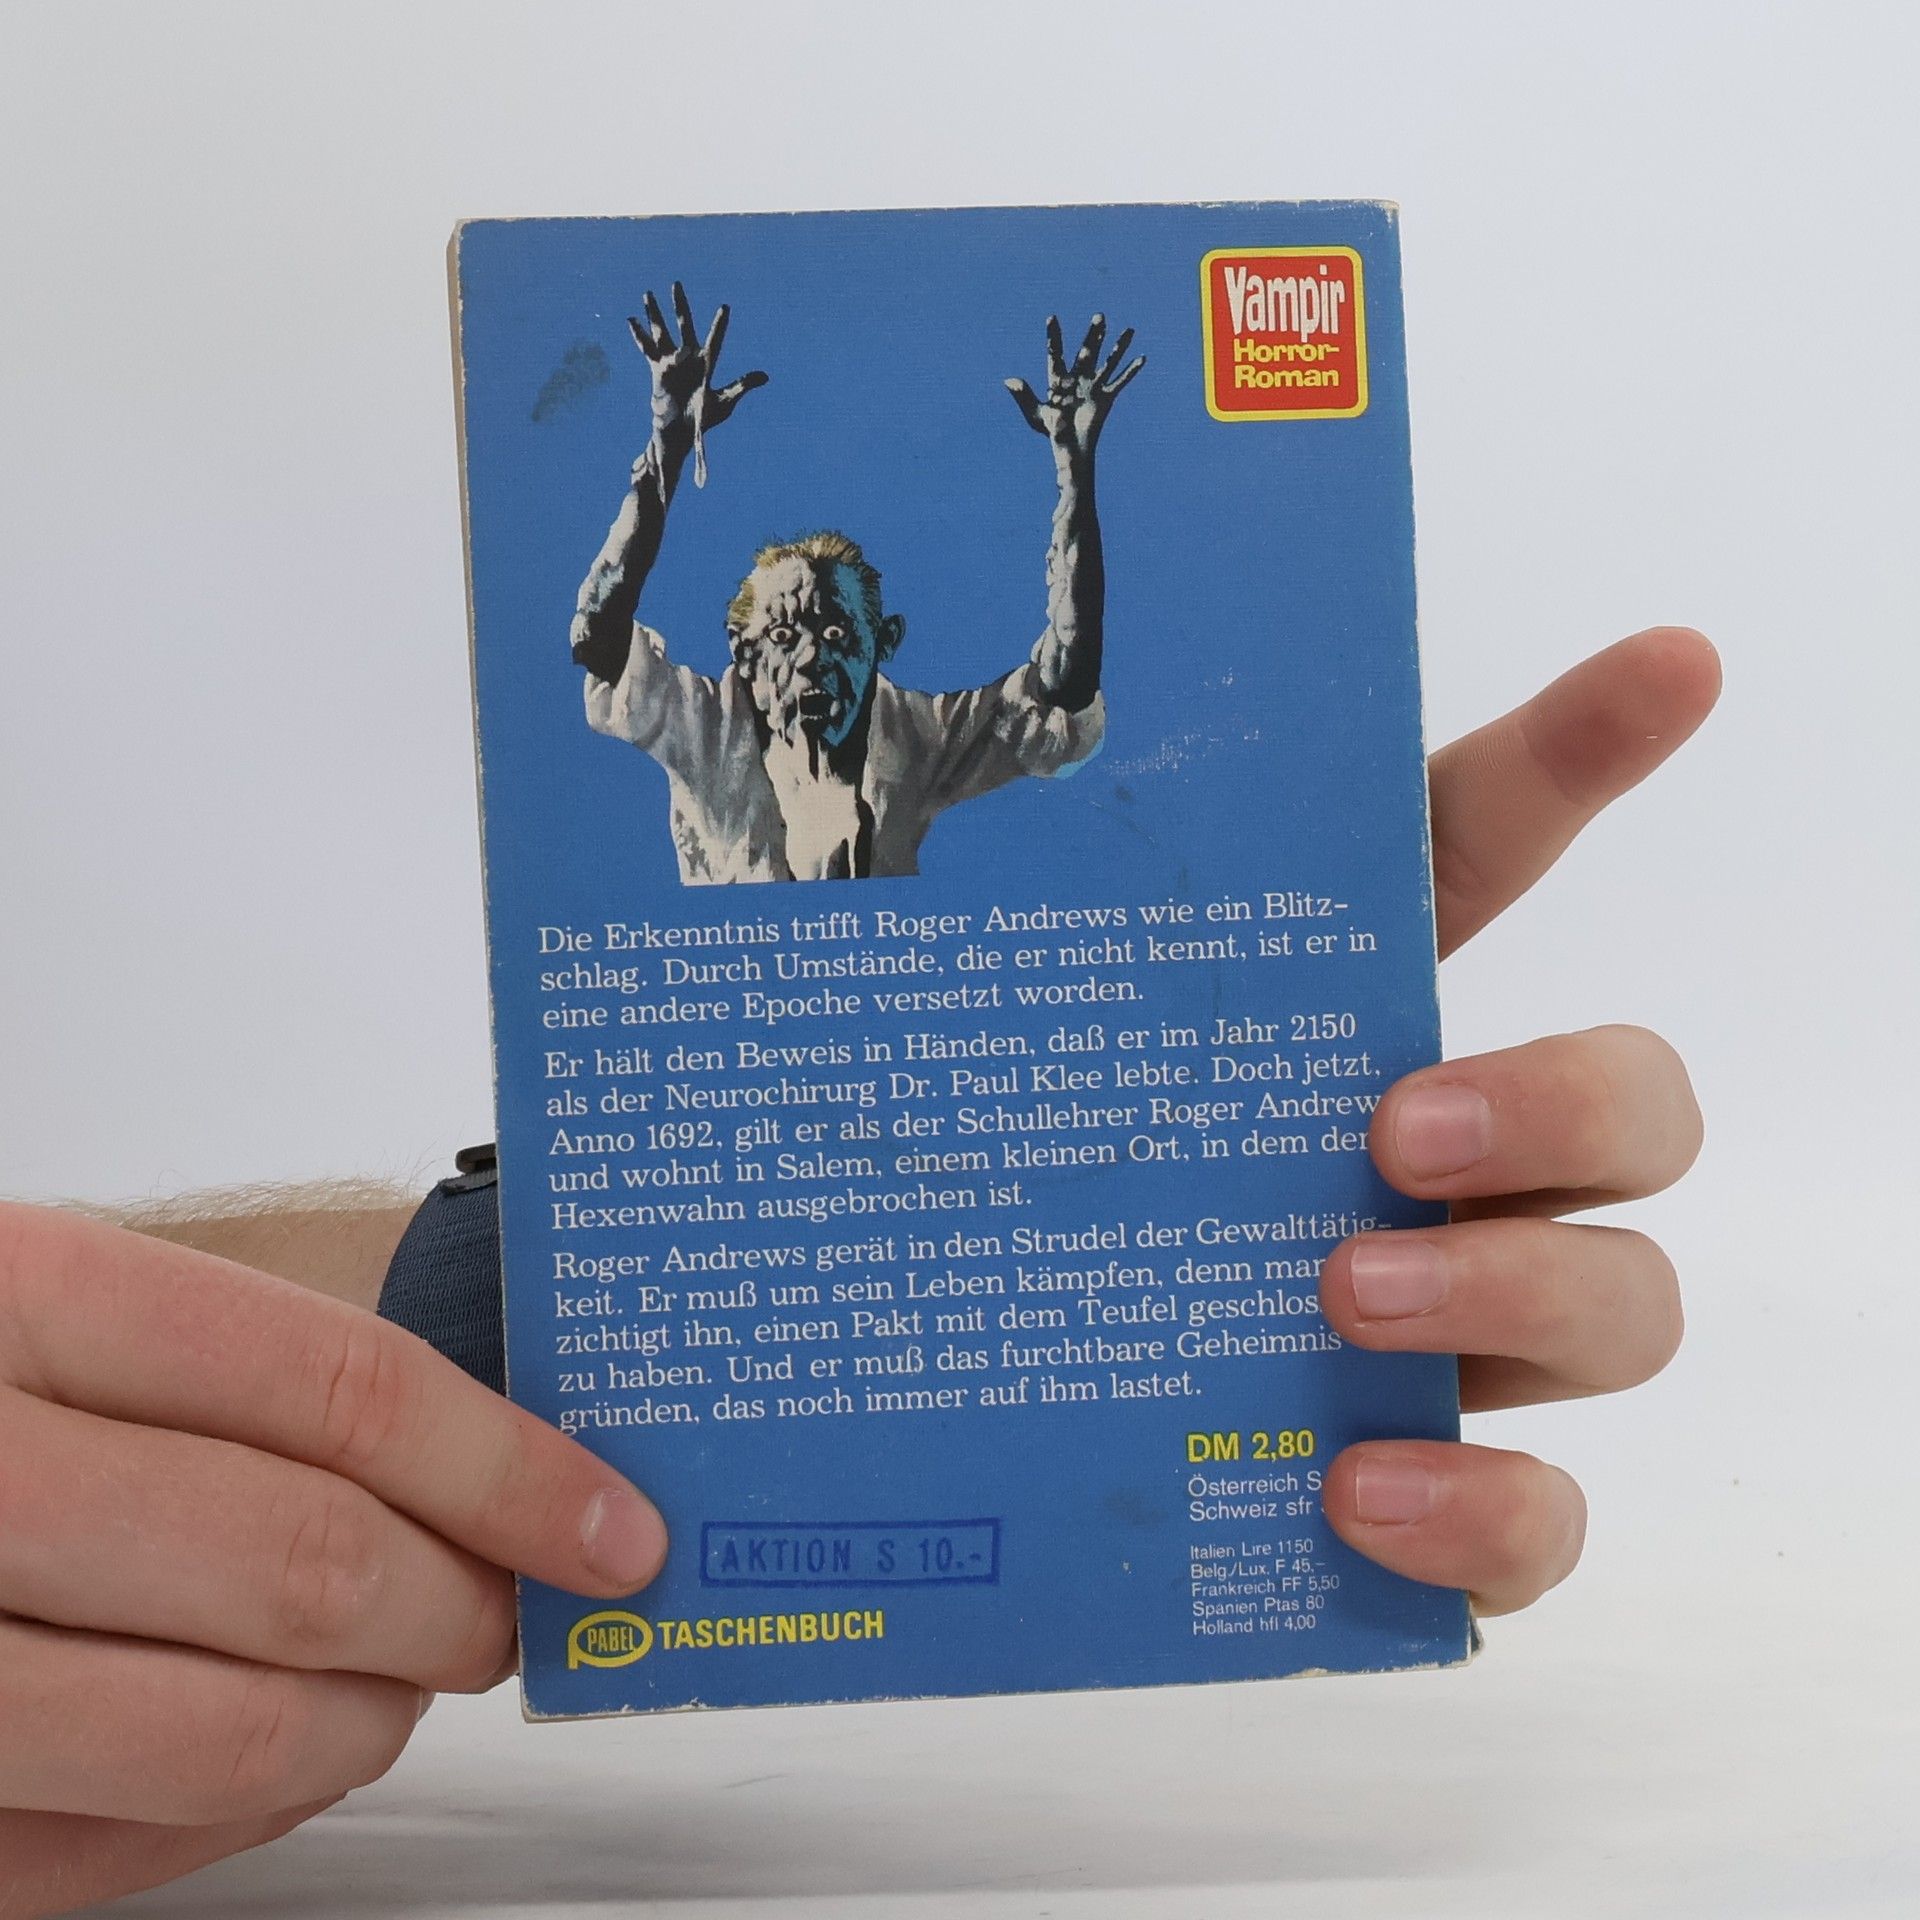 Vampir
Horror-
Roman
Die Erkenntnis trifft Roger Andrews wie ein Blitz-
schlag. Durch Umstände, die er nicht kennt, ist er in
eine andere Epoche versetzt worden.
Er hält den Beweis in Händen, daß er im Jahr 2150
als der Neurochirurg Dr. Paul Klee lebte. Doch jetzt,
Anno 1692, gilt er als der Schullehrer Roger Andrew
und wohnt in Salem, einem kleinen Ort, in dem der
Hexenwahn ausgebrochen ist.
Roger Andrews gerät in den Strudel der Gewalttätig-
keit. Er muß um sein Leben kämpfen, denn man
zichtigt ihn, einen Pakt mit dem Teufel geschlos
zu haben. Und er muß das furchtbare Geheimnis
gründen, das noch immer auf ihm lastet.
DM 2,80
Österreich S
Schweiz sfr
Italien Lire 1150
Belg/Lux. F 45,-
Frankreich FF 5,50
Spanien Ptas 80
Holland hfl 4,00
AKTION S 10.-
PABEL TASCHENBUCH